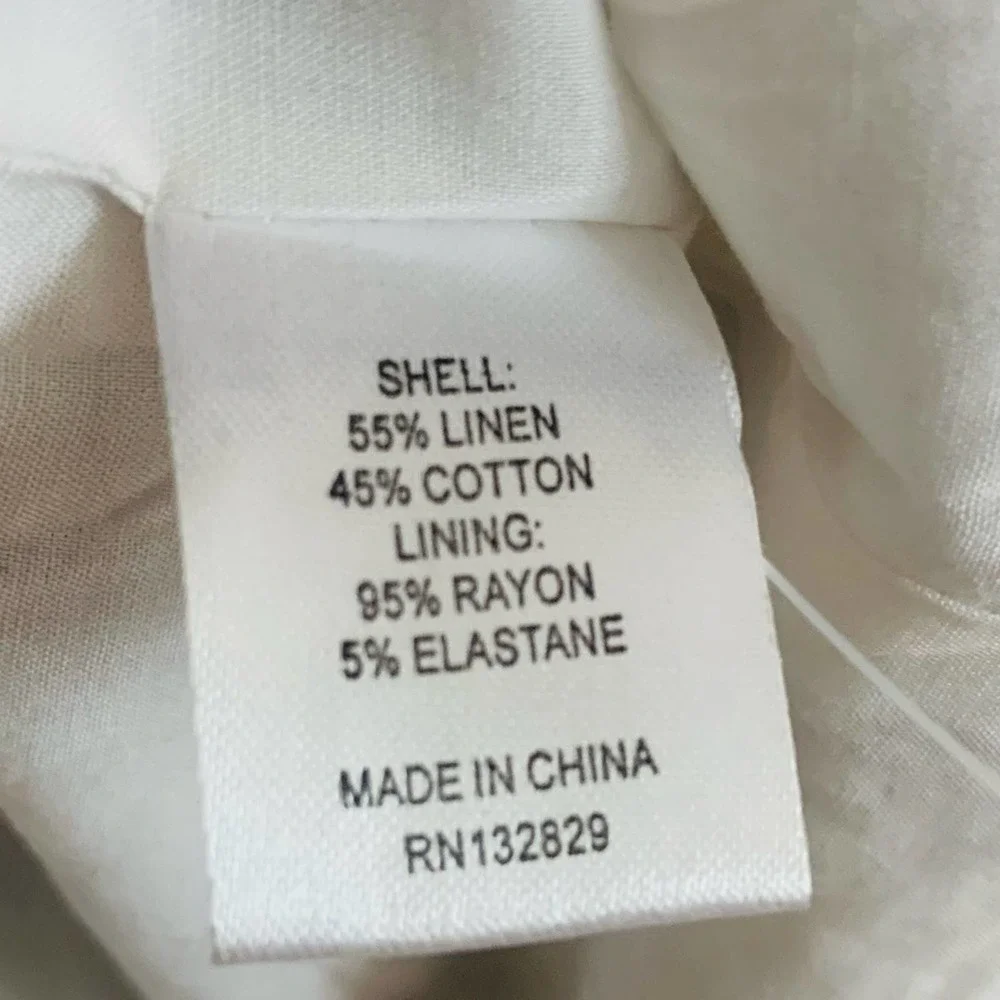 SHELL:
55% LINEN
45% COTTON
LINING:
95% RAYON
5% ELASTANE
MADE IN CHINA
RN132829